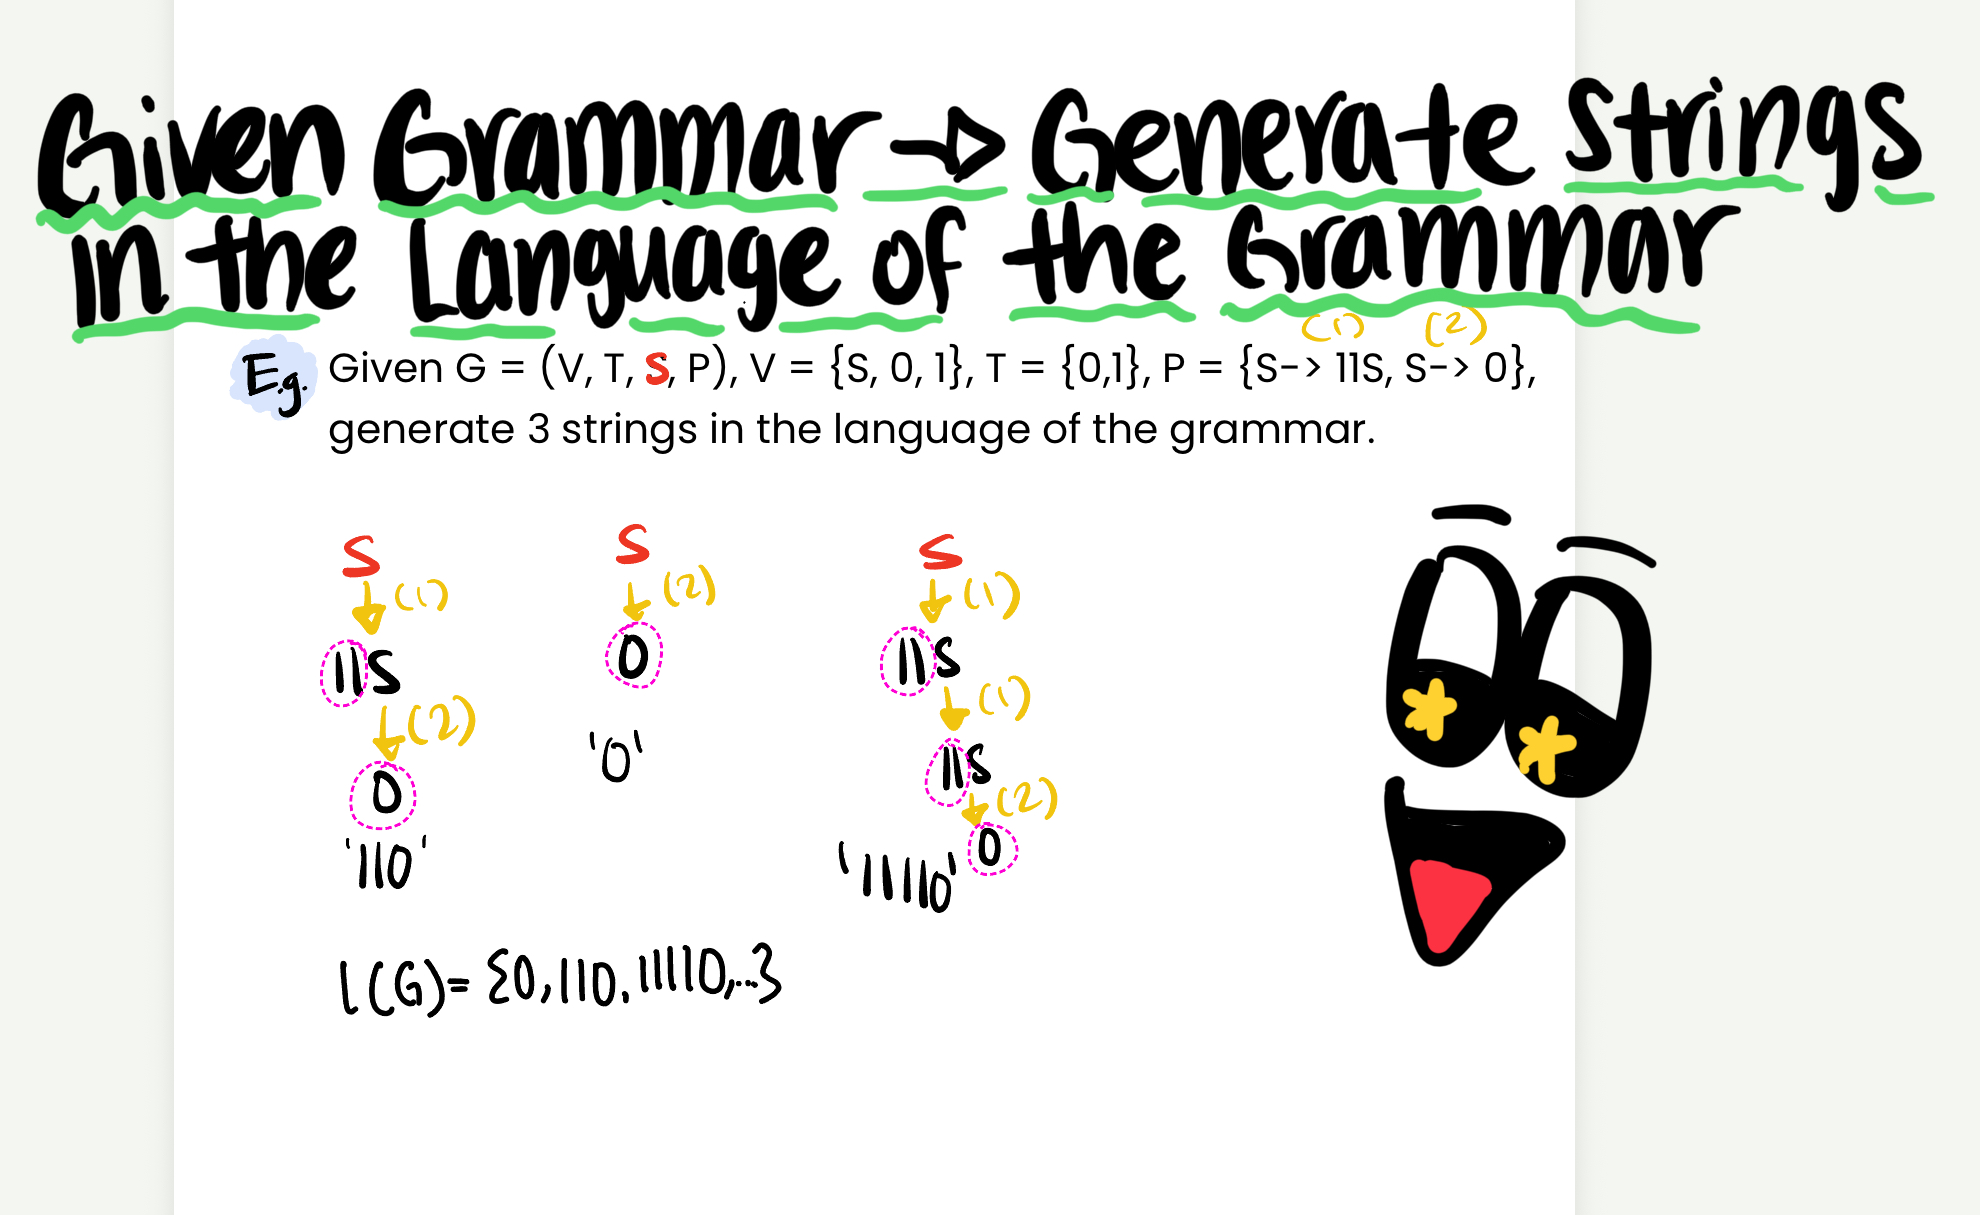 Given Grammar → Generate Strings
in the Language of the Grammar
(1) (2)
E.g. Given G = (V, T, S, P), V = {S, 0, 1}, T = {0,1}, P = {S-> 11S, S-> 0},
generate 3 strings in the language of the grammar.
S
↓ (1)
11S
↓ (2)
0
'110'
S
↓ (2)
0
'0'
S
↓ (1)
11S
↓ (1)
11S
↓ (2)
0
'11110'
L(G) = {0, 110, 11110, ...}